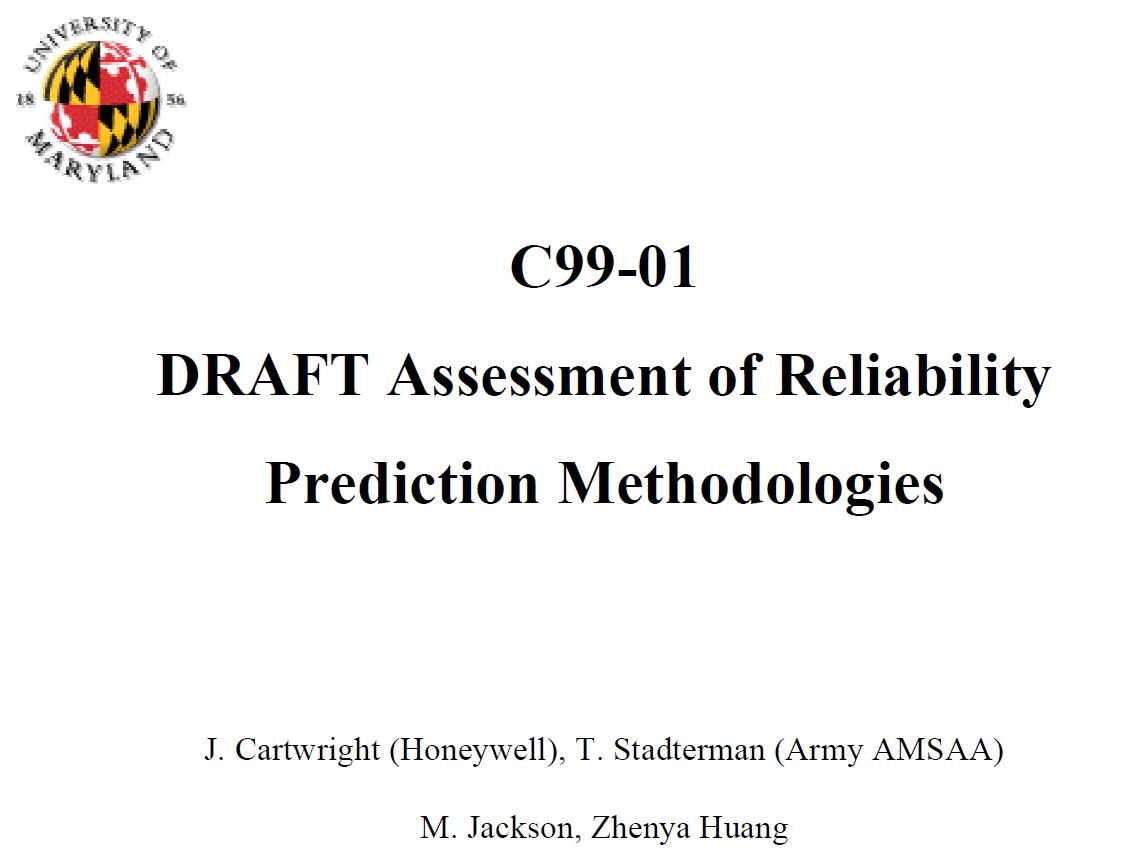 UNIVERSITY OF
18 56
MARYLAND
C99-01
DRAFT Assessment of Reliability
Prediction Methodologies
J. Cartwright (Honeywell), T. Stadterman (Army AMSAA)
M. Jackson, Zhenya Huang